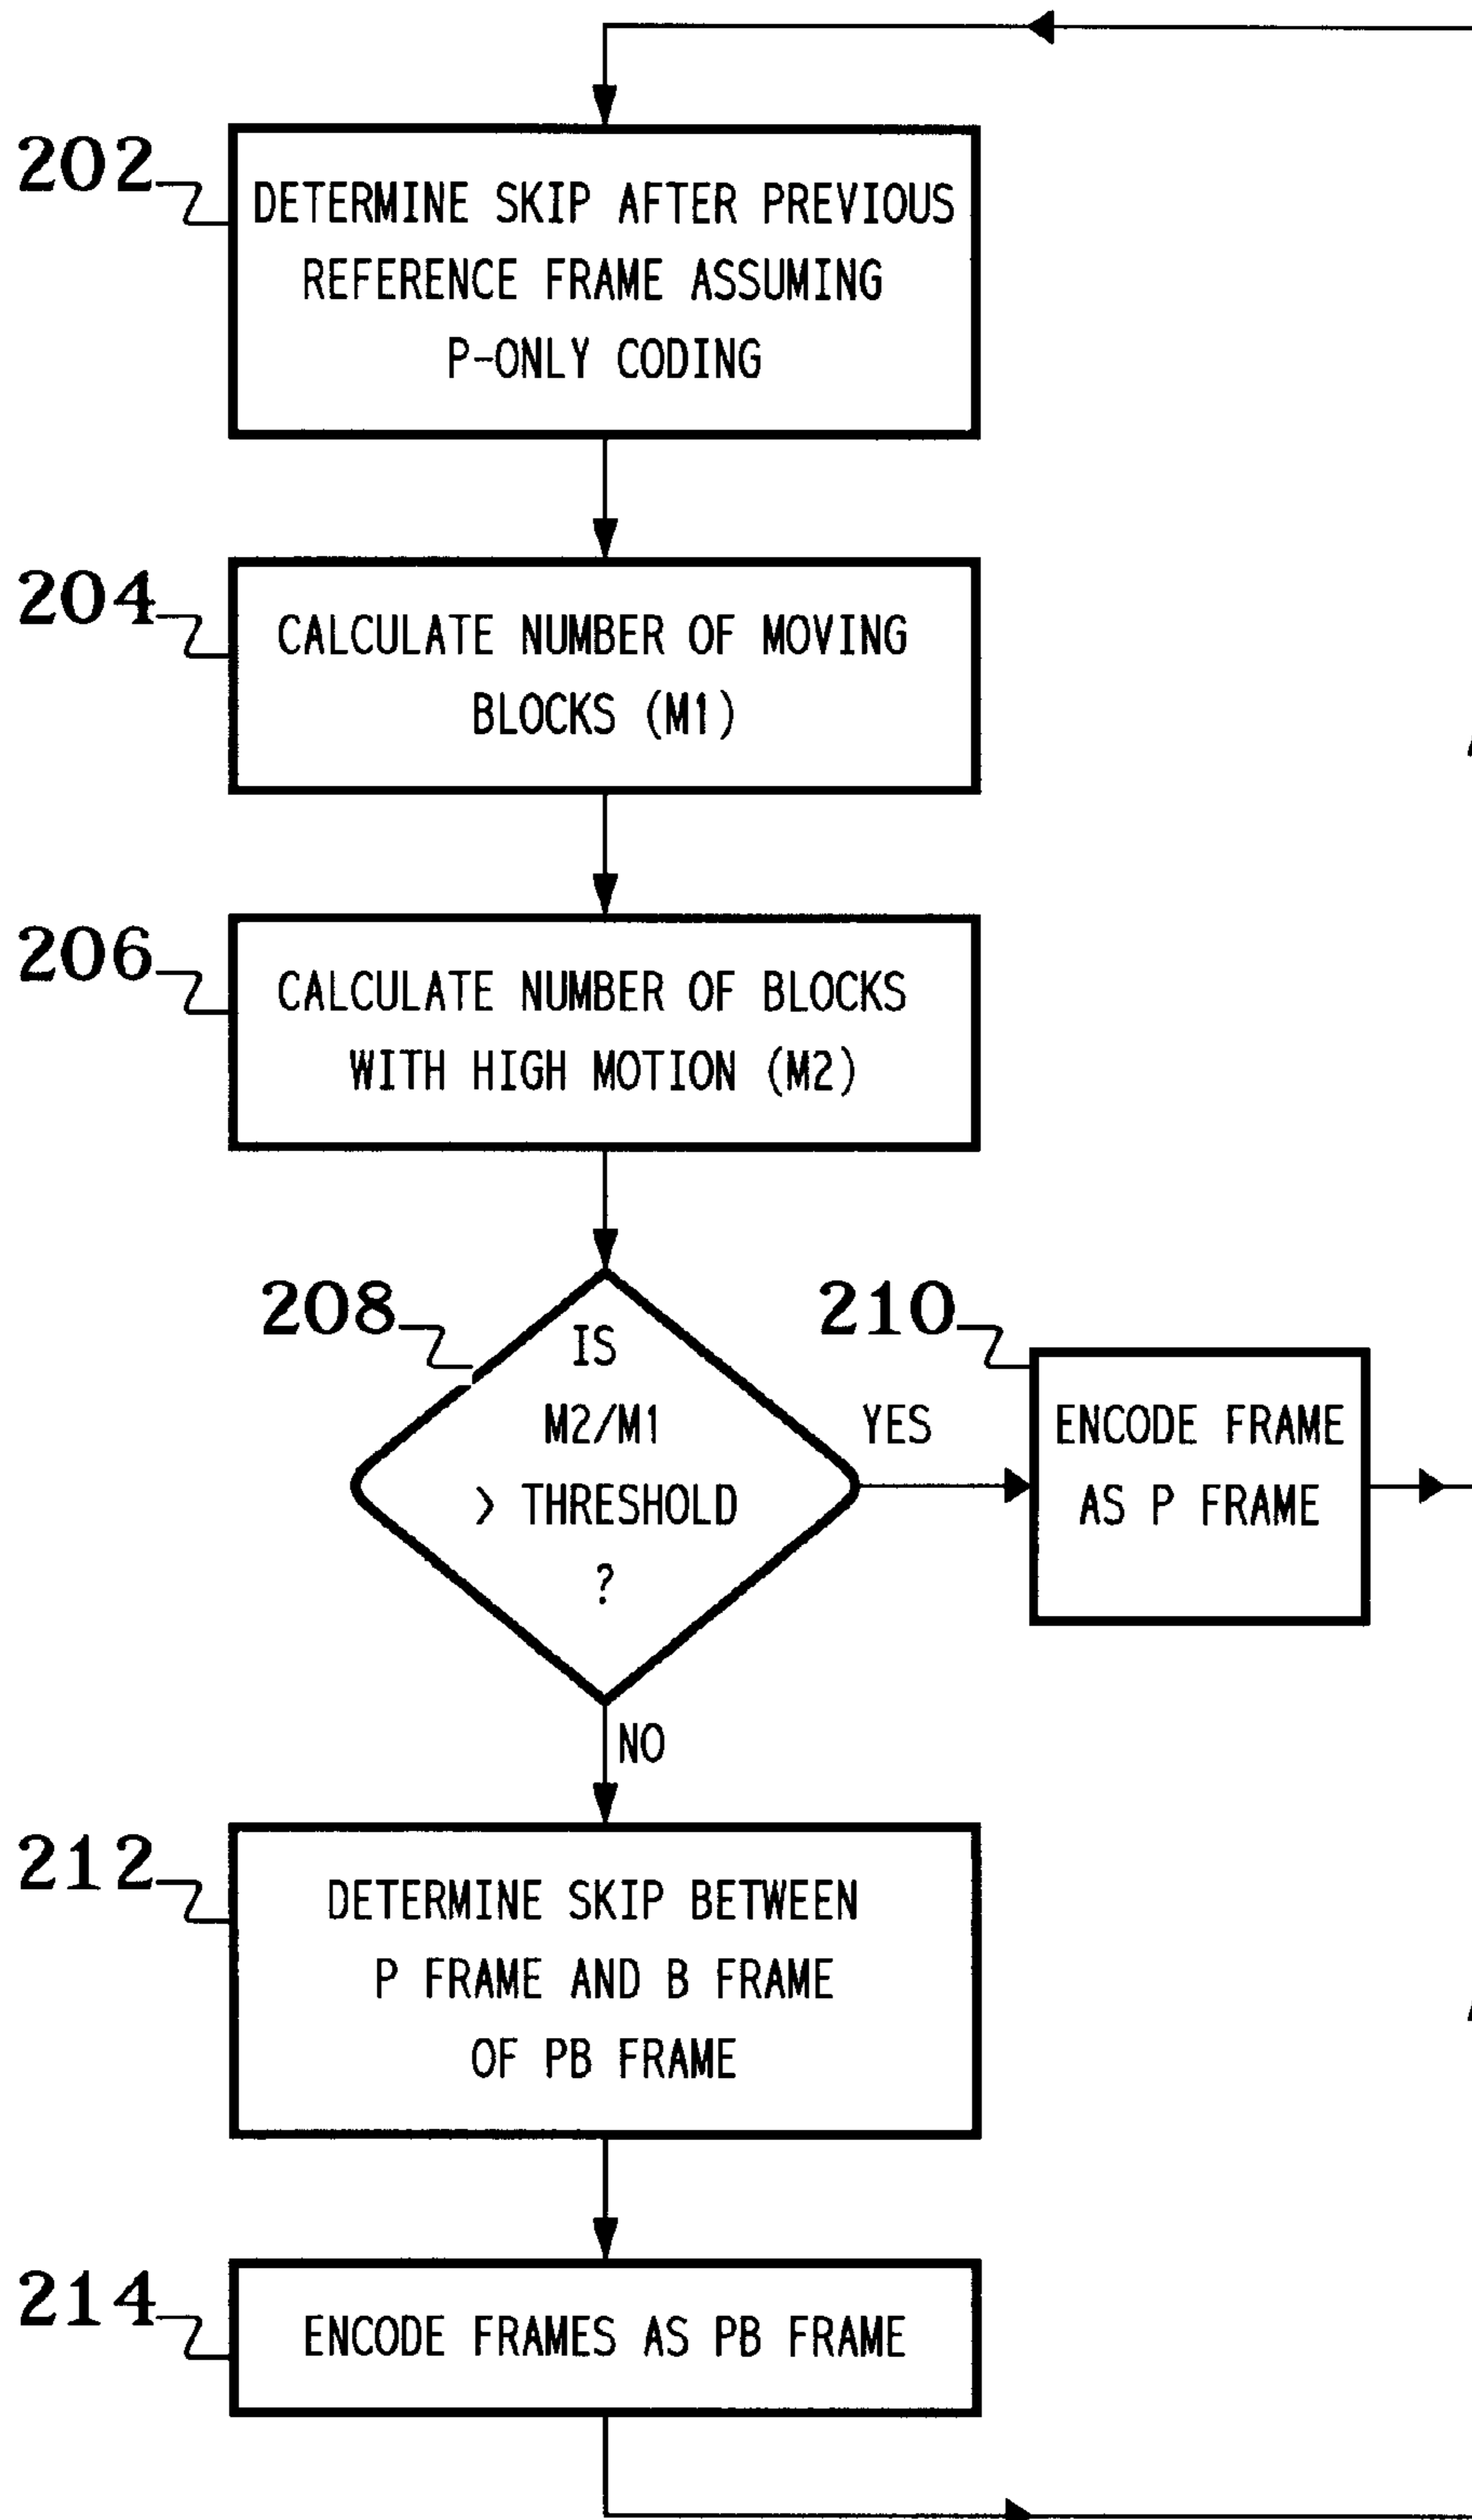 202
DETERMINE SKIP AFTER PREVIOUS
REFERENCE FRAME ASSUMING
P-ONLY CODING
204
CALCULATE NUMBER OF MOVING
BLOCKS (M1)
206
CALCULATE NUMBER OF BLOCKS
WITH HIGH MOTION (M2)
208
IS
M2/M1
> THRESHOLD
?
YES
210
ENCODE FRAME
AS P FRAME
NO
212
DETERMINE SKIP BETWEEN
P FRAME AND B FRAME
OF PB FRAME
214
ENCODE FRAMES AS PB FRAME